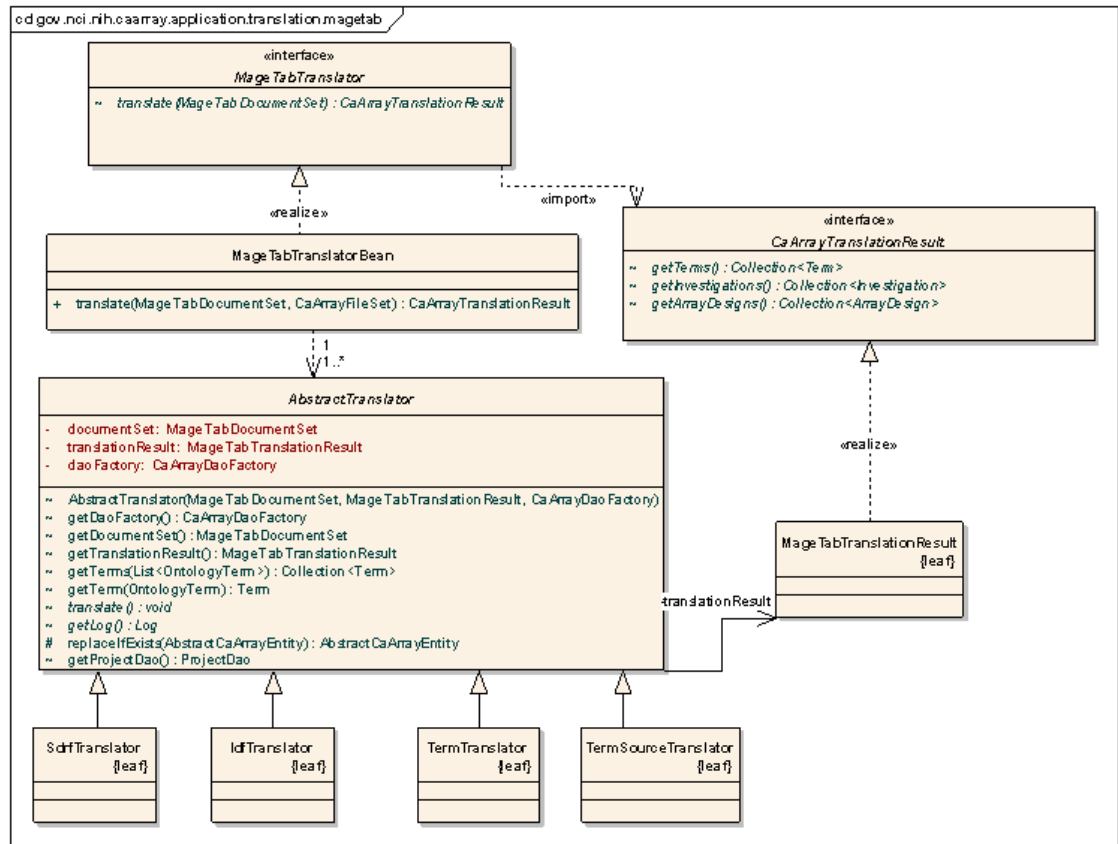 cd gov.nci.nih.caarray.application.translation.magetab
«interface»
MageTabTranslator
~ translate(MageTabDocumentSet) : CaArrayTranslationResult
«realize»
«import»
«interface»
CaArrayTranslationResult
~ getTerms() : Collection<Term>
~ getInvestigations() : Collection<Investigation>
~ getArrayDesigns() : Collection<ArrayDesign>
MageTabTranslatorBean
+ translate(MageTabDocumentSet, CaArrayFileSet) : CaArrayTranslationResult
1
1..*
AbstractTranslator
- documentSet: MageTabDocumentSet
- translationResult: MageTabTranslationResult
- daoFactory: CaArrayDaoFactory
~ AbstractTranslator(MageTabDocumentSet, MageTabTranslationResult, CaArrayDaoFactory)
~ getDaoFactory() : CaArrayDaoFactory
~ getDocumentSet() : MageTabDocumentSet
~ getTranslationResult() : MageTabTranslationResult
~ getTerms(List<OntologyTerm>) : Collection<Term>
~ getTerm(OntologyTerm) : Term
~ translate() : void
~ getLog() : Log
# replaceIfExists(AbstractCaArrayEntity) : AbstractCaArrayEntity
~ getProjectDao() : ProjectDao
«realize»
MageTabTranslationResult
{leaf}
-translationResult
SdrfTranslator
{leaf}
IdfTranslator
{leaf}
TermTranslator
{leaf}
TermSourceTranslator
{leaf}